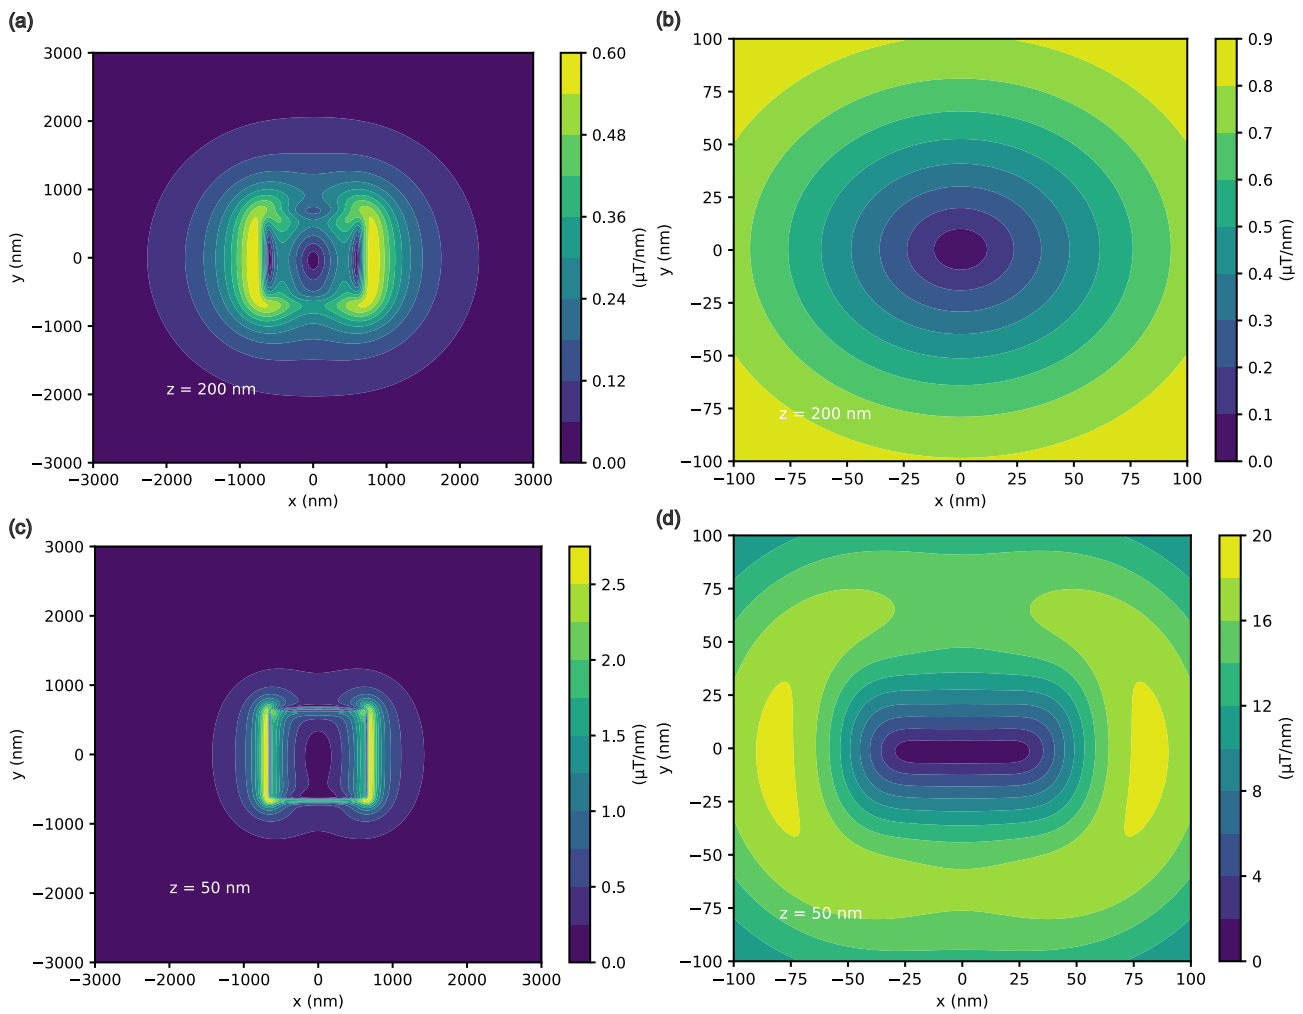 (a)
3000
2000
1000
0
−1000
−2000
−3000
y (nm)
−3000 −2000 −1000 0 1000 2000 3000
x (nm)
z = 200 nm
0.60
0.48
0.36
0.24
0.12
0.00
(µT/nm)
(b)
100
75
50
25
0
−25
−50
−75
−100
y (nm)
−100 −75 −50 −25 0 25 50 75 100
x (nm)
z = 200 nm
0.9
0.8
0.7
0.6
0.5
0.4
0.3
0.2
0.1
0.0
(µT/nm)
(c)
3000
2000
1000
0
−1000
−2000
−3000
y (nm)
−3000 −2000 −1000 0 1000 2000 3000
x (nm)
z = 50 nm
2.5
2.0
1.5
1.0
0.5
0.0
(µT/nm)
(d)
100
75
50
25
0
−25
−50
−75
−100
y (nm)
−100 −75 −50 −25 0 25 50 75 100
x (nm)
z = 50 nm
20
16
12
8
4
0
(µT/nm)